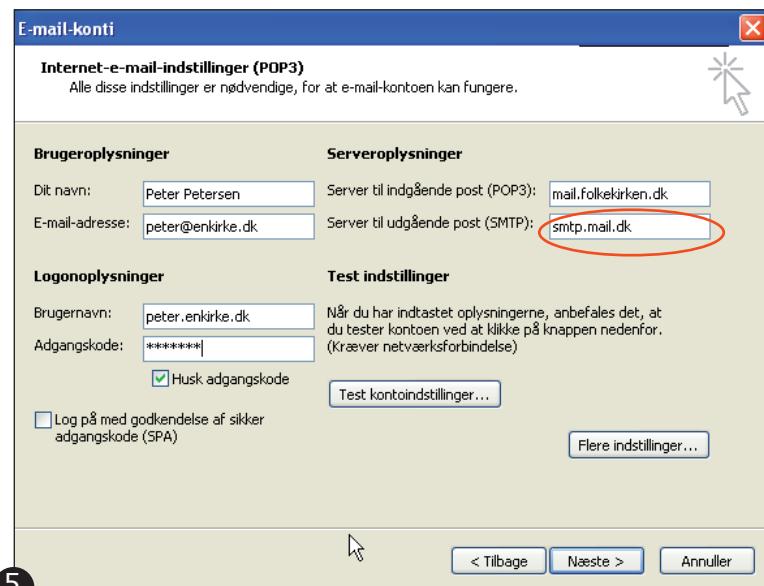 E-mail-konti
Internet-e-mail-indstillinger (POP3)
Alle disse indstillinger er nødvendige, for at e-mail-kontoen kan fungere.
Brugeroplysninger
Dit navn: Peter Petersen
E-mail-adresse: peter@enkirke.dk
Logonoplysninger
Brugernavn: peter.enkirke.dk
Adgangskode: *******
Husk adgangskode
Log på med godkendelse af sikker
adgangskode (SPA)
Serveroplysninger
Server til indgående post (POP3): mail.folkekirken.dk
Server til udgående post (SMTP): smtp.mail.dk
Test indstillinger
Når du har indtastet oplysningerne, anbefales det, at
du tester kontoen ved at klikke på knappen nedenfor.
(Kræver netværksforbindelse)
Test kontoindstillinger...
Flere indstillinger...
< Tilbage
Næste >
Annuller
5